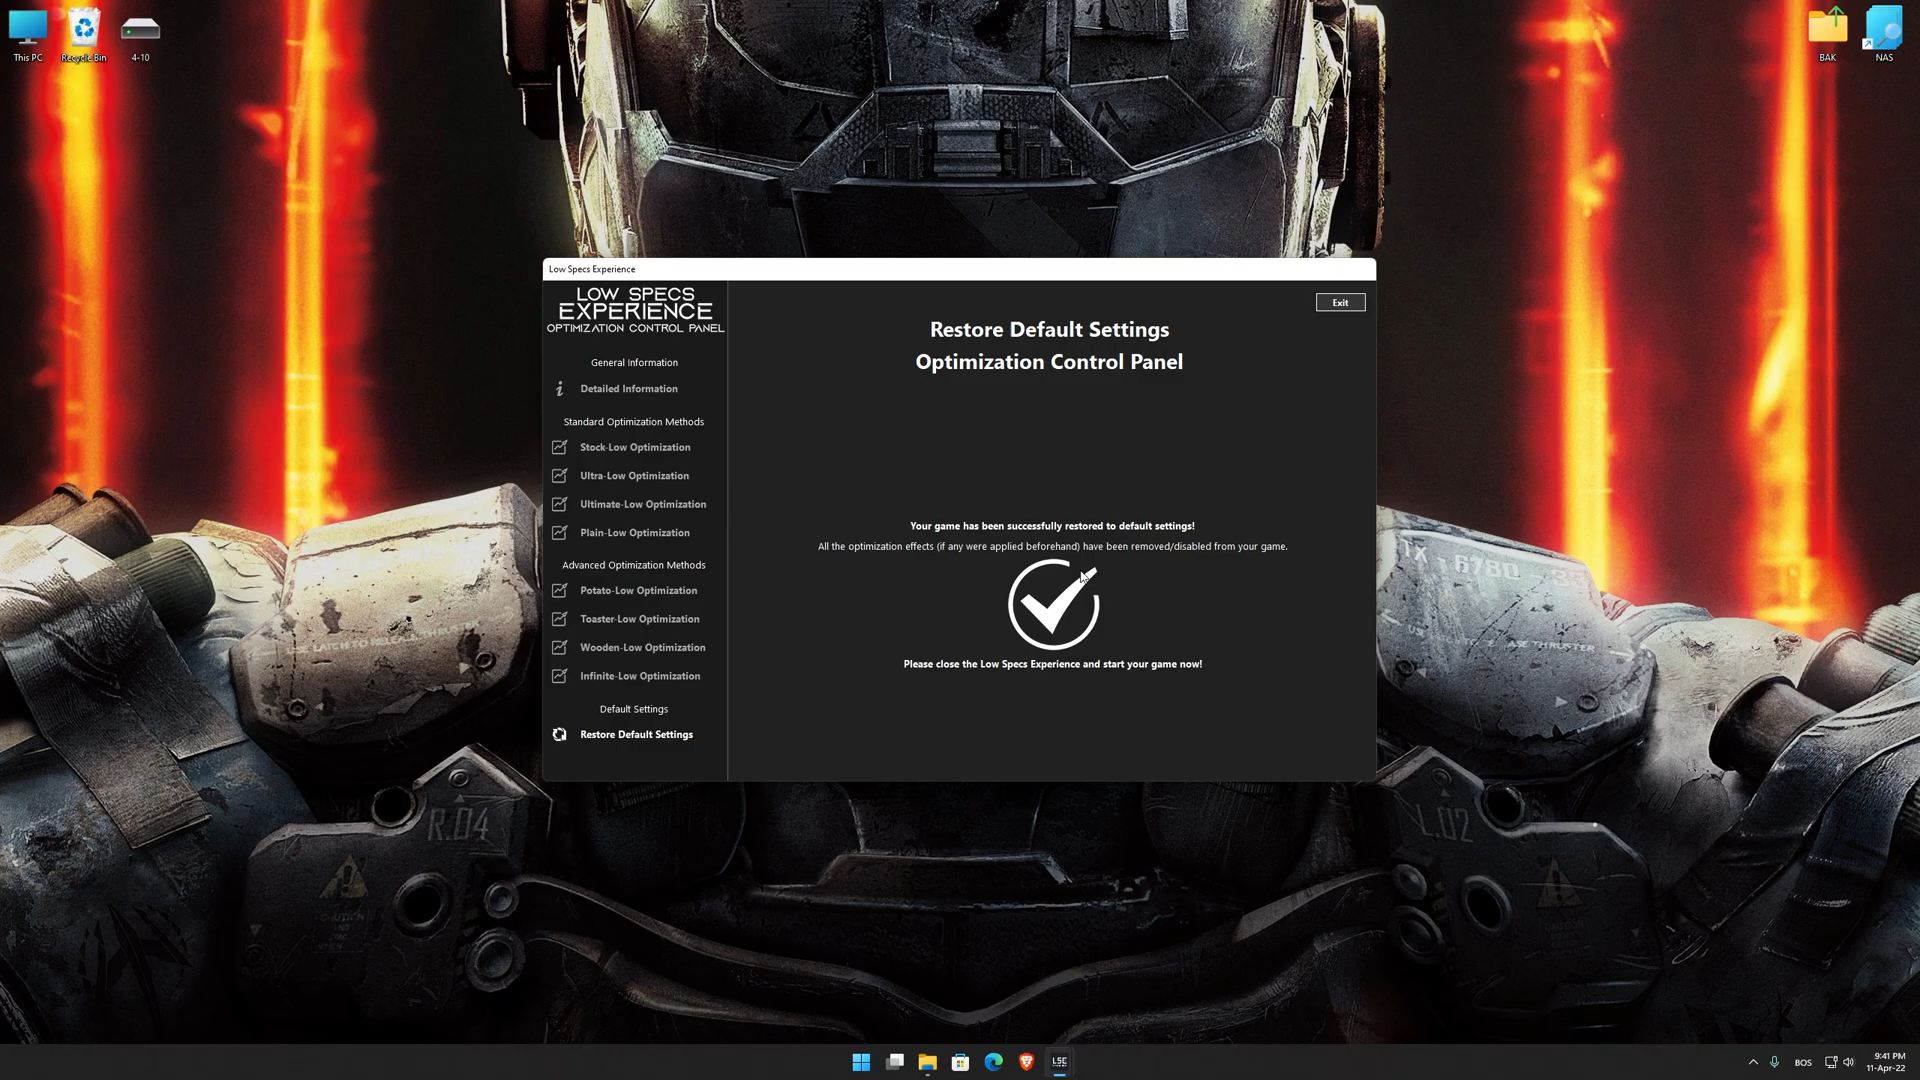 This PC
Recycle Bin
4-10
BAK
NAS
Low Specs Experience
LOW SPECS
EXPERIENCE
OPTIMIZATION CONTROL PANEL
General Information
Detailed Information
Standard Optimization Methods
Stock-Low Optimization
Ultra-Low Optimization
Ultimate-Low Optimization
Plain-Low Optimization
Advanced Optimization Methods
Potato-Low Optimization
Toaster-Low Optimization
Wooden-Low Optimization
Infinite-Low Optimization
Default Settings
Restore Default Settings
Exit
Restore Default Settings
Optimization Control Panel
Your game has been successfully restored to default settings!
All the optimization effects (if any were applied beforehand) have been removed/disabled from your game.
Please close the Low Specs Experience and start your game now!
R.04
L.02
CAUTION
LSE
BOS
9:41 PM
11-Apr-22